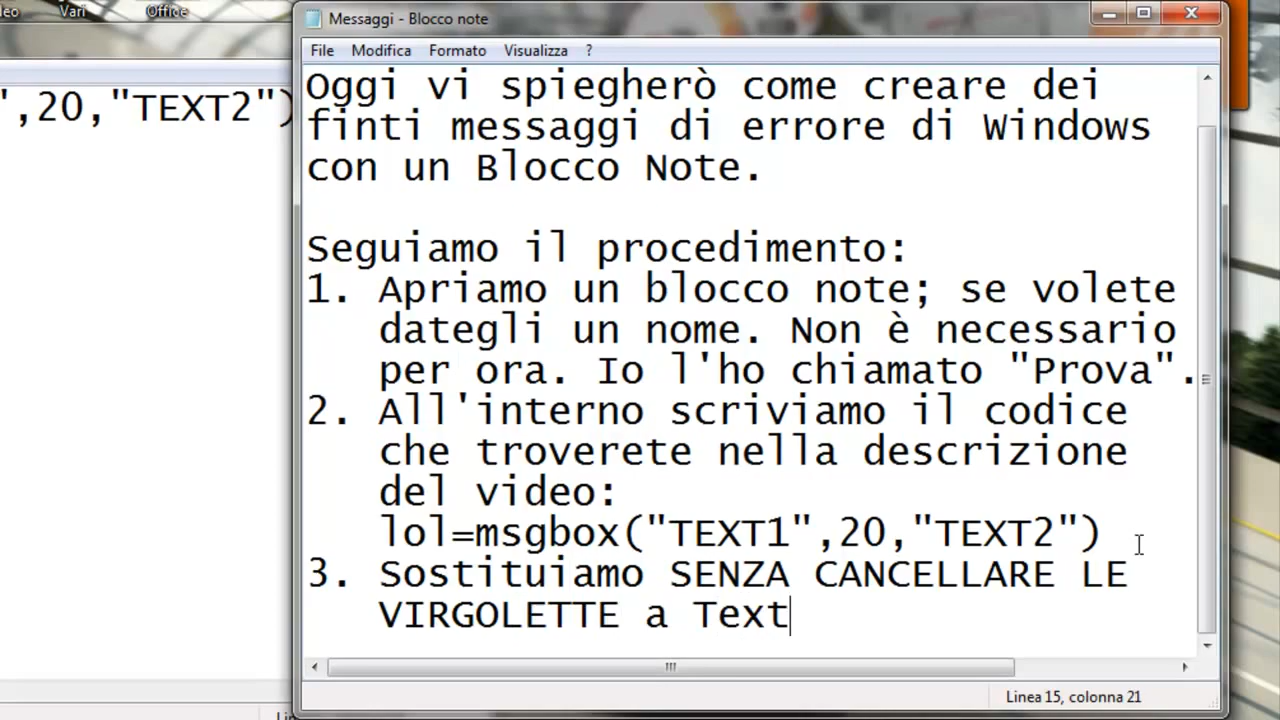 Vari
Office
Messaggi - Blocco note
File Modifica Formato Visualizza ?
",20,"TEXT2")
Oggi vi spiegherò come creare dei
finti messaggi di errore di Windows
con un Blocco Note.
Seguiamo il procedimento:
1. Apriamo un blocco note; se volete
dategli un nome. Non è necessario
per ora. Io l'ho chiamato "Prova".
2. All'interno scriviamo il codice
che troverete nella descrizione
del video:
lol=msgbox("TEXT1",20,"TEXT2")
3. Sostituiamo SENZA CANCELLARE LE
VIRGOLETTE a Text
Linea 15, colonna 21